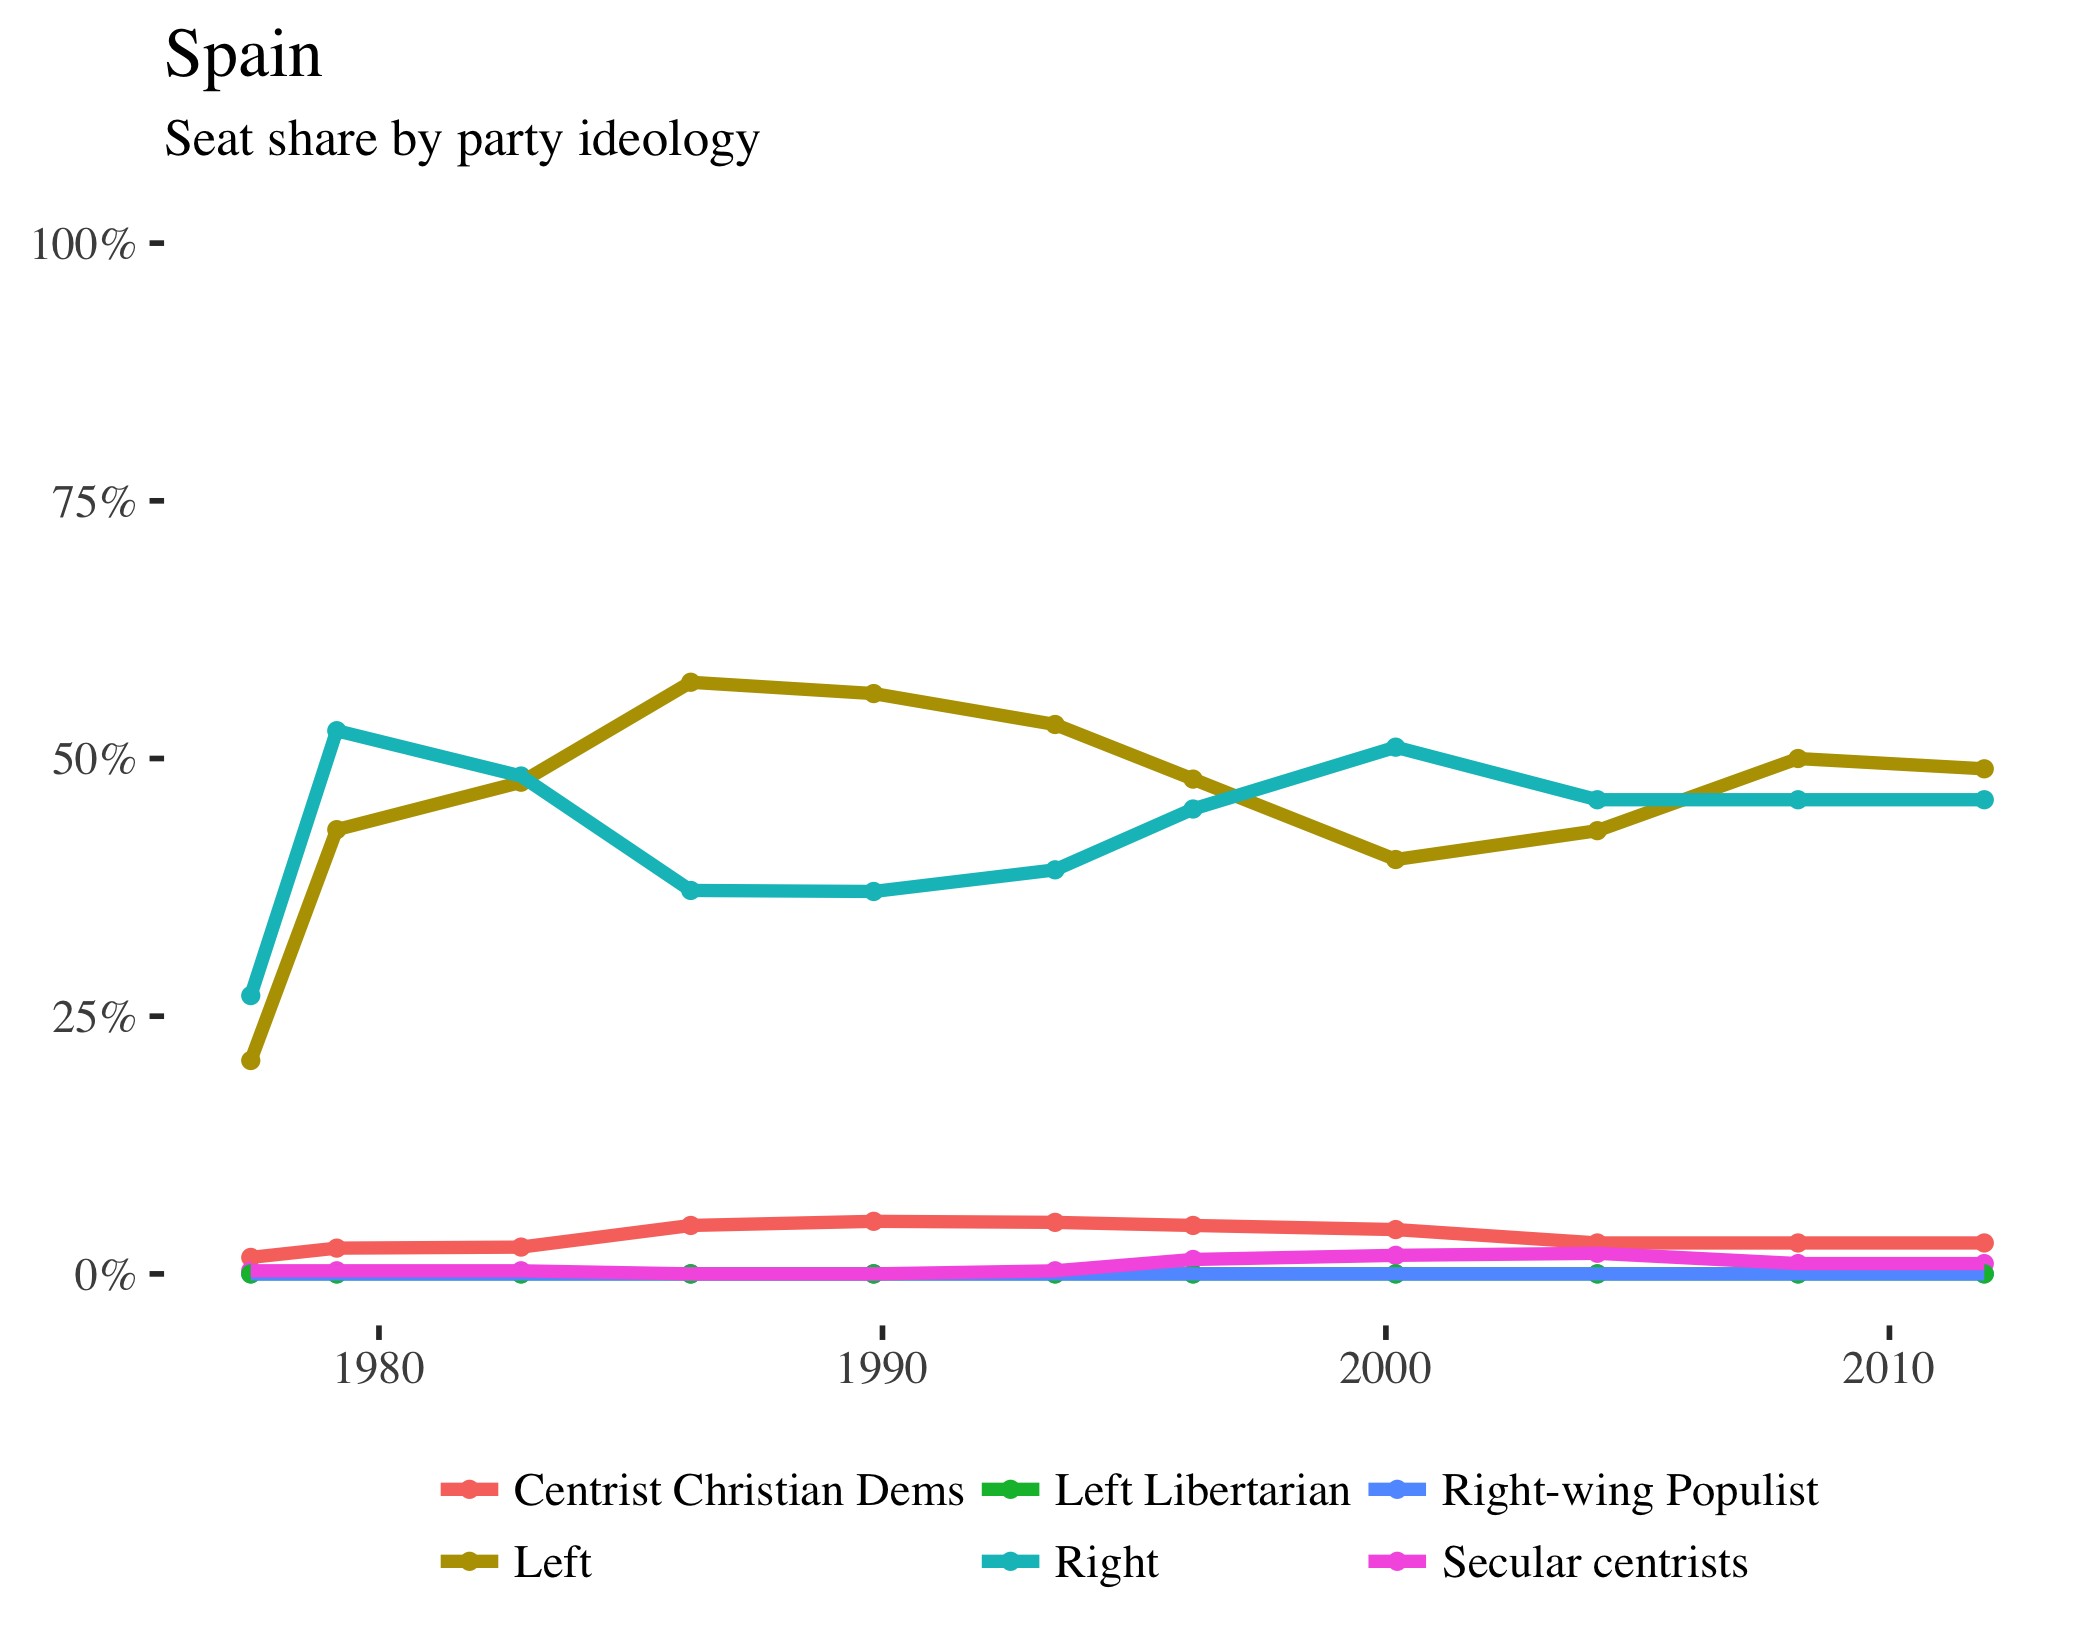 Spain
Seat share by party ideology
100%
75%
50%
25%
0%
1980 1990 2000 2010
Centrist Christian Dems Left Libertarian Right-wing Populist
Left Right Secular centrists